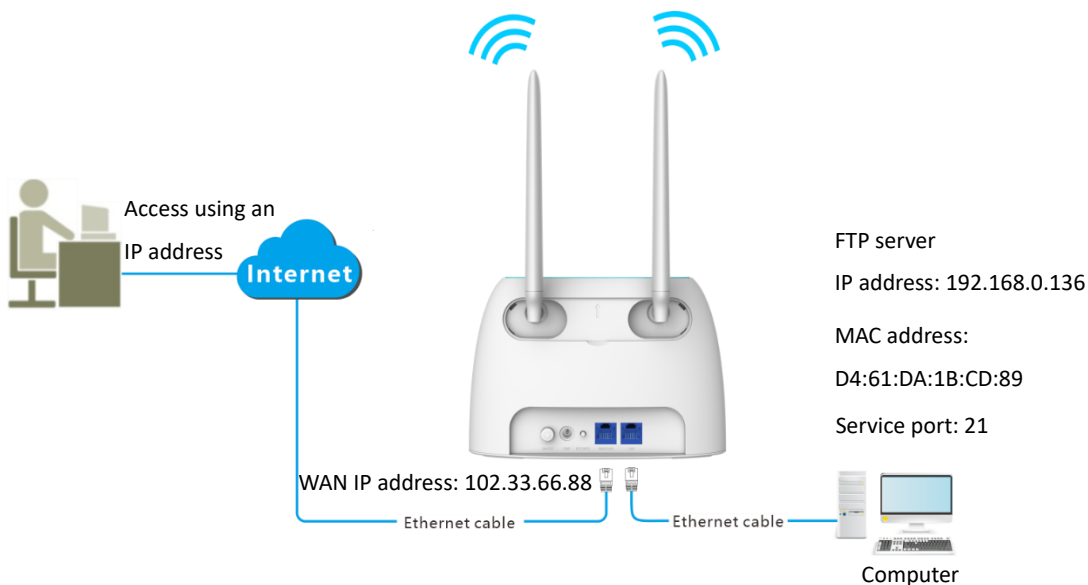 Access using an
IP address
Internet
FTP server
IP address: 192.168.0.136
MAC address:
D4:61:DA:1B:CD:89
Service port: 21
WAN IP address: 102.33.66.88
Ethernet cable
Ethernet cable
Computer